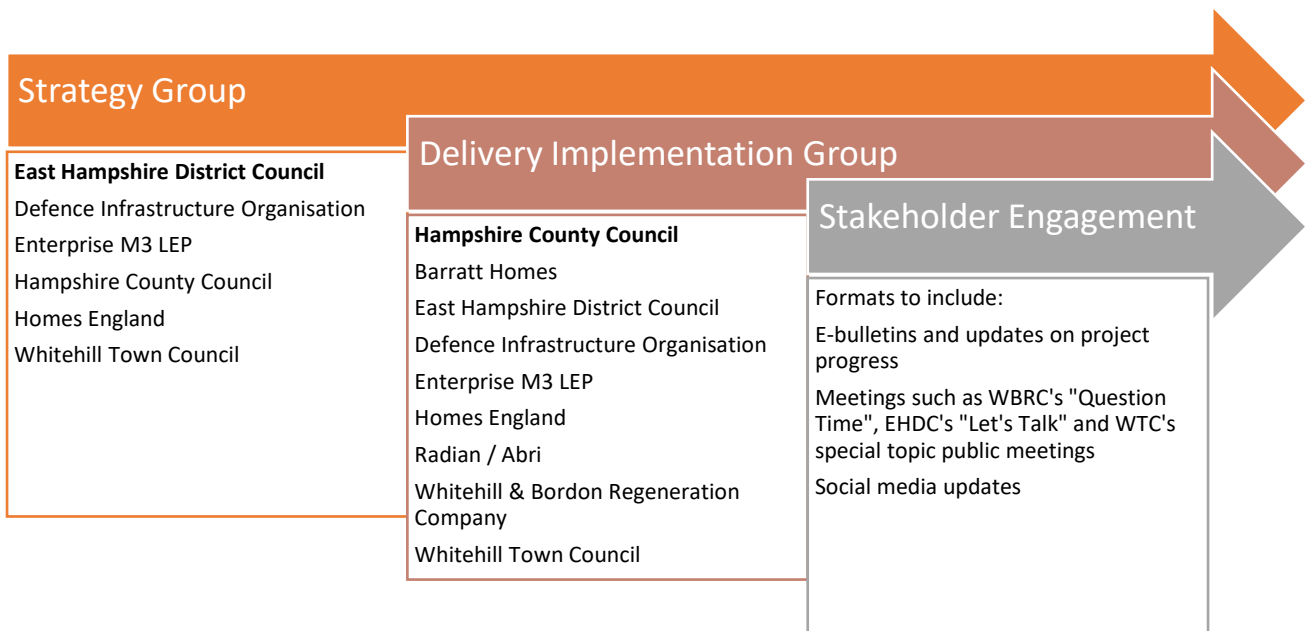 Strategy Group
East Hampshire District Council
Defence Infrastructure Organisation
Enterprise M3 LEP
Hampshire County Council
Homes England
Whitehill Town Council
Delivery Implementation Group
Hampshire County Council
Barratt Homes
East Hampshire District Council
Defence Infrastructure Organisation
Enterprise M3 LEP
Homes England
Radian / Abri
Whitehill & Bordon Regeneration
Company
Whitehill Town Council
Stakeholder Engagement
Formats to include:
E-bulletins and updates on project
progress
Meetings such as WBRC's "Question
Time", EHDC's "Let's Talk" and WTC's
special topic public meetings
Social media updates